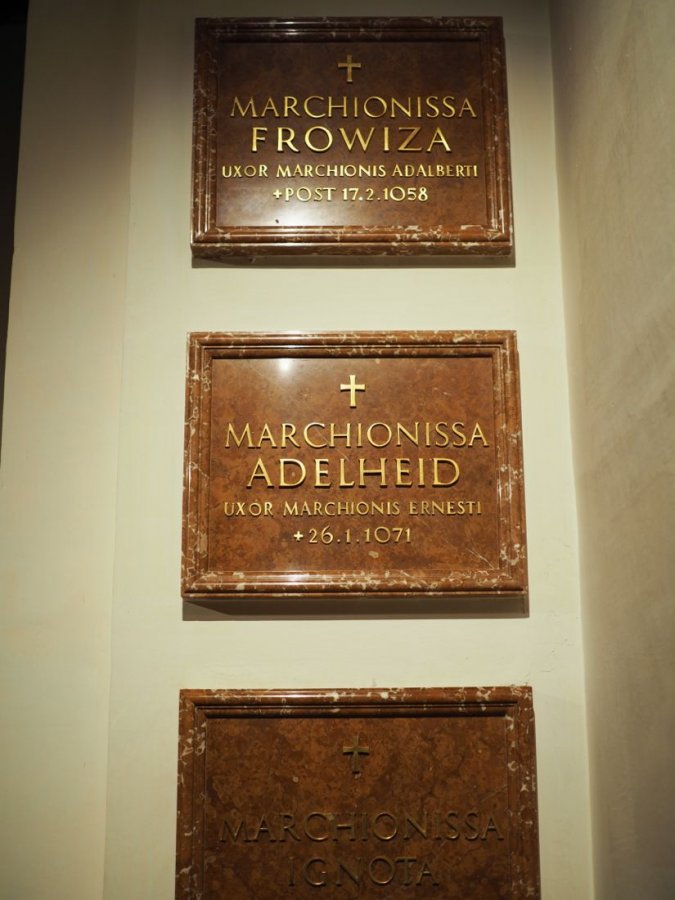 MARCHIONISSA
FROWIZA
UXOR MARCHIONIS ADALBERTI
+POST 17.2.1058
MARCHIONISSA
ADELHEID
UXOR MARCHIONIS ERNESTI
+26.1.1071
MARCHIONISSA
IGNOTA